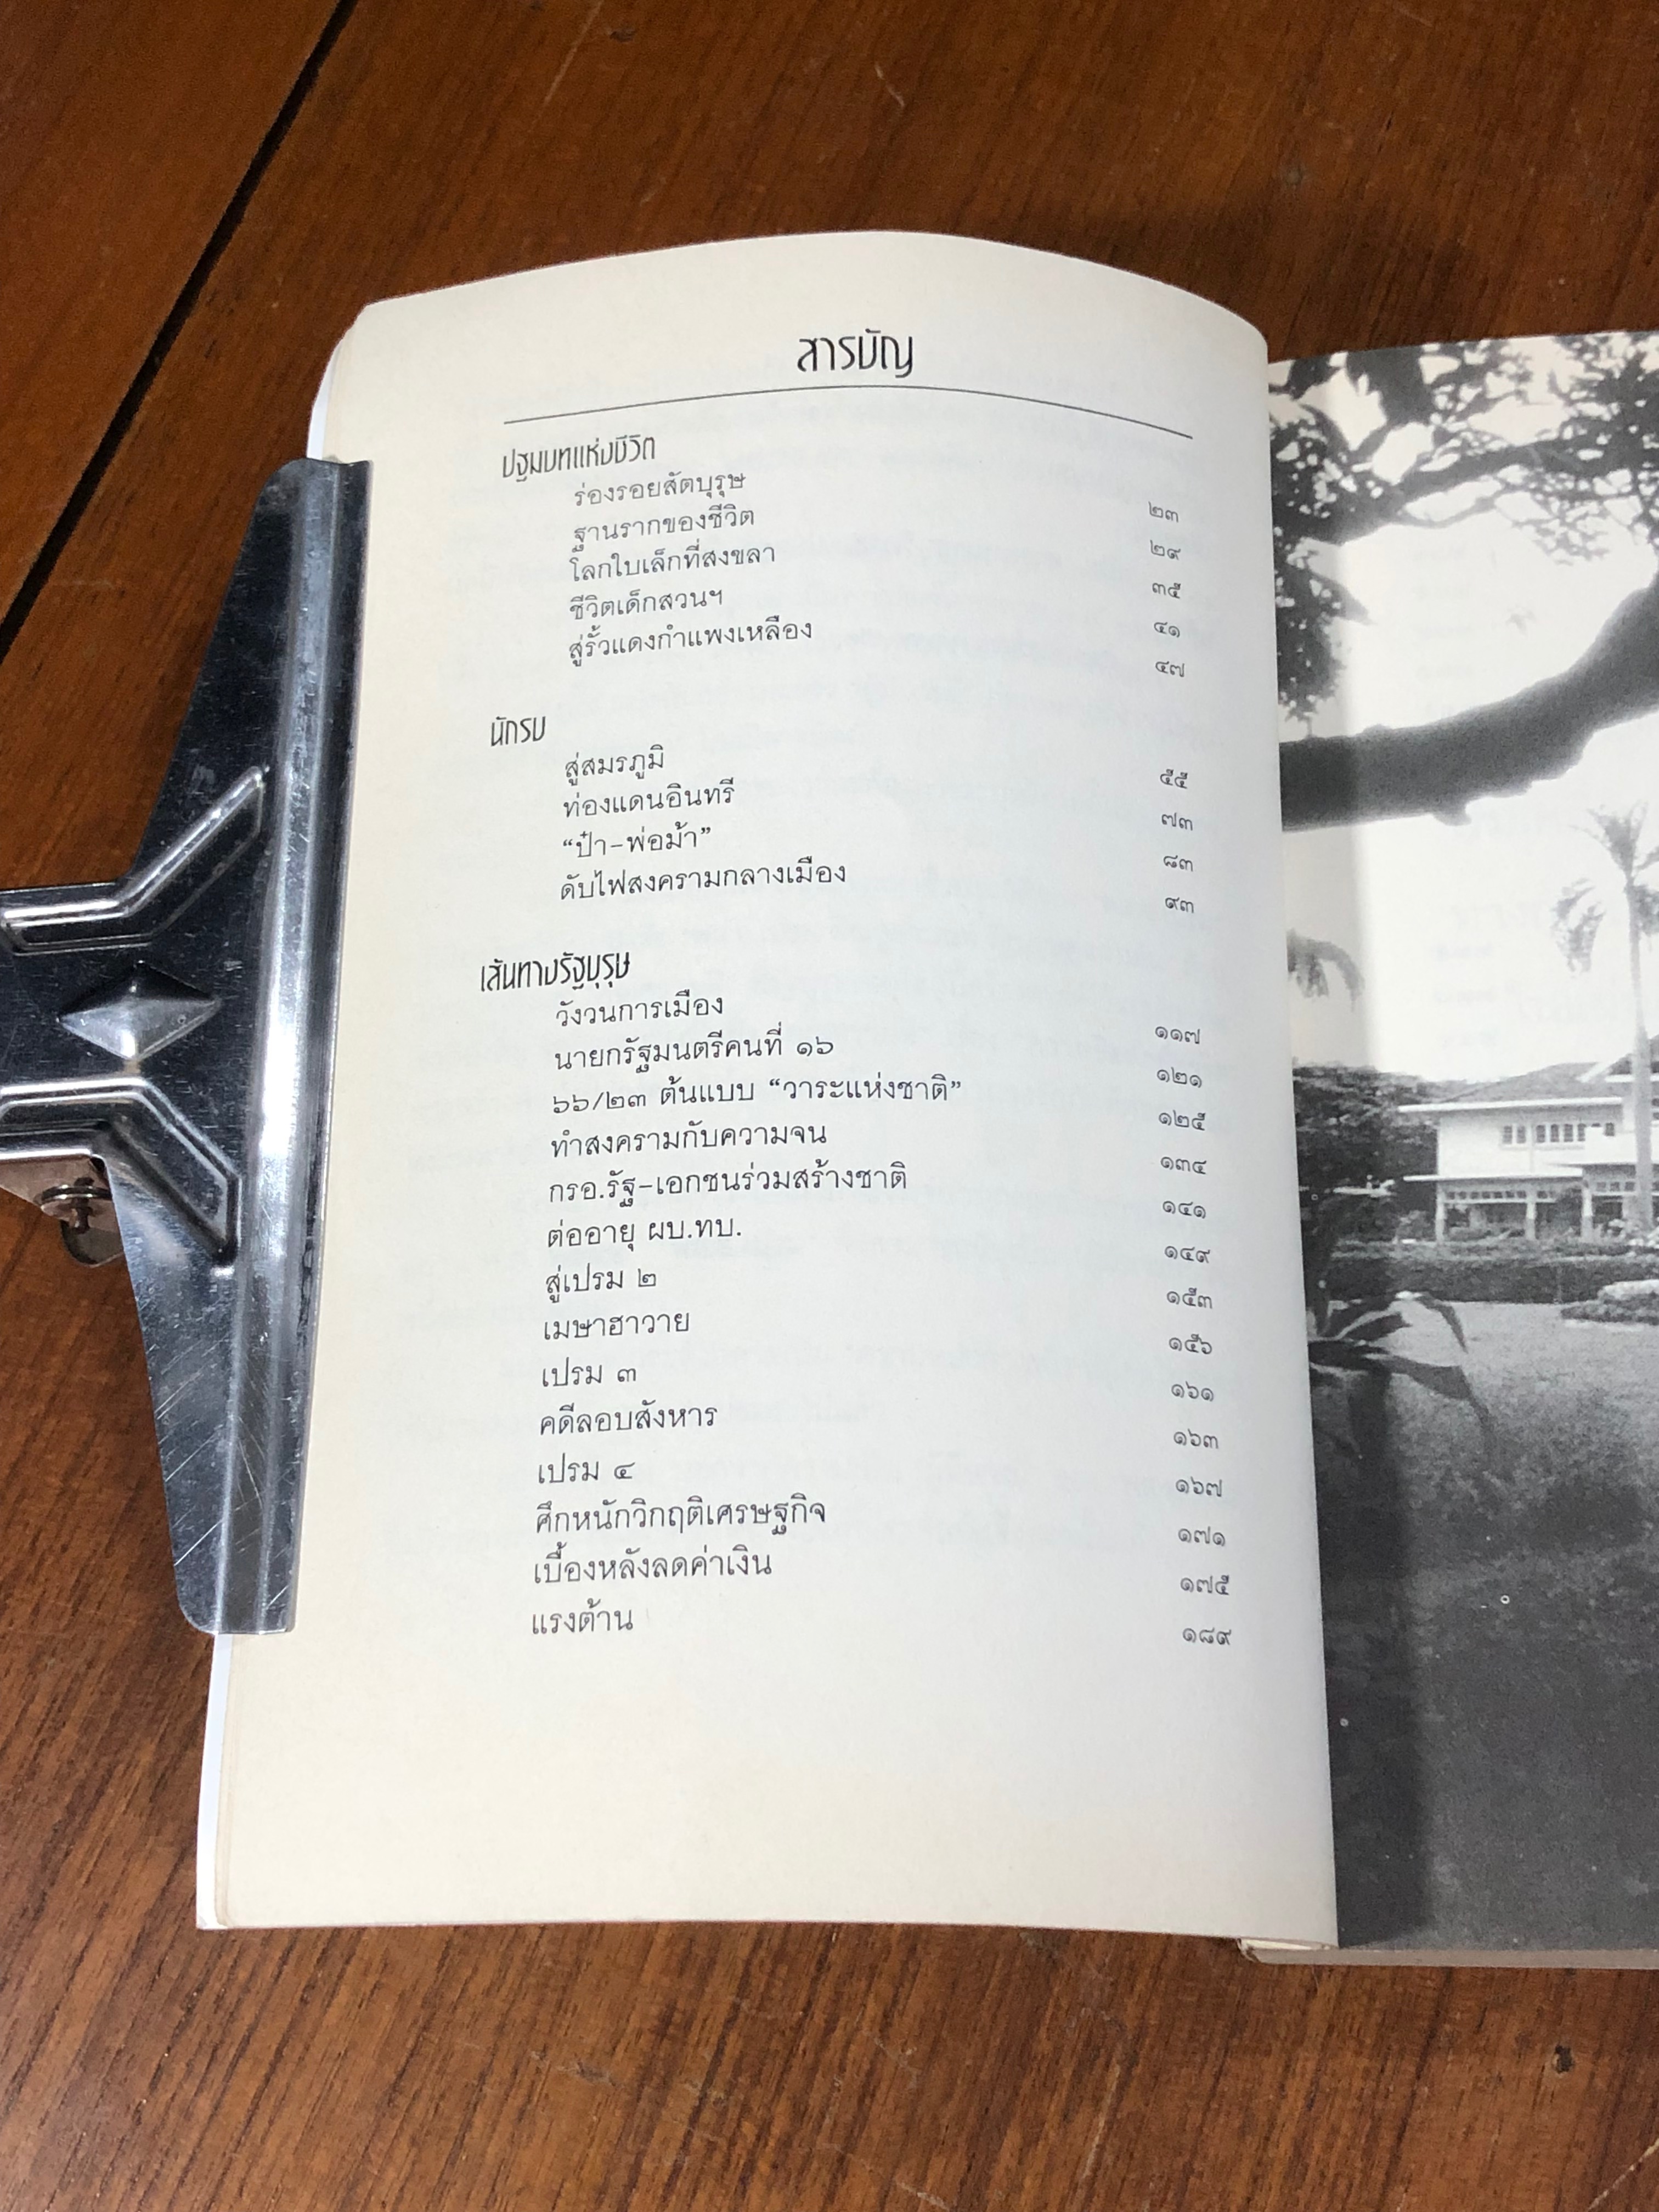 สารบัญ
ปฐมบทแห่งชีวิต
ร่องรอยสัตบุรุษ ๒๓
ฐานรากของชีวิต ๒๙
โลกใบเล็กที่สงขลา ๓๕
ชีวิตเด็กสวนฯ ๔๑
สู่รั้วแดงกำแพงเหลือง ๔๗
นักรบ
สู่สมรภูมิ ๕๕
ท่องแดนอินทรี ๗๓
“ป๋า-พ่อม้า” ๘๓
ดับไฟสงครามกลางเมือง ๙๓
เส้นทางรัฐบุรุษ
วังวนการเมือง ๑๑๗
นายกรัฐมนตรีคนที่ ๑๖ ๑๒๑
๖๖/๒๓ ต้นแบบ “วาระแห่งชาติ” ๑๒๕
ทำสงครามกับความจน ๑๓๔
กรอ.รัฐ-เอกชนร่วมสร้างชาติ ๑๔๑
ต่ออายุ ผบ.ทบ. ๑๔๙
สู่เปรม ๒ ๑๕๓
เมษาฮาวาย ๑๕๖
เปรม ๓ ๑๖๑
คดีลอบสังหาร ๑๖๓
เปรม ๔ ๑๖๗
ศึกหนักวิกฤติเศรษฐกิจ ๑๗๑
เบื้องหลังลดค่าเงิน ๑๗๕
แรงต้าน ๑๘๙